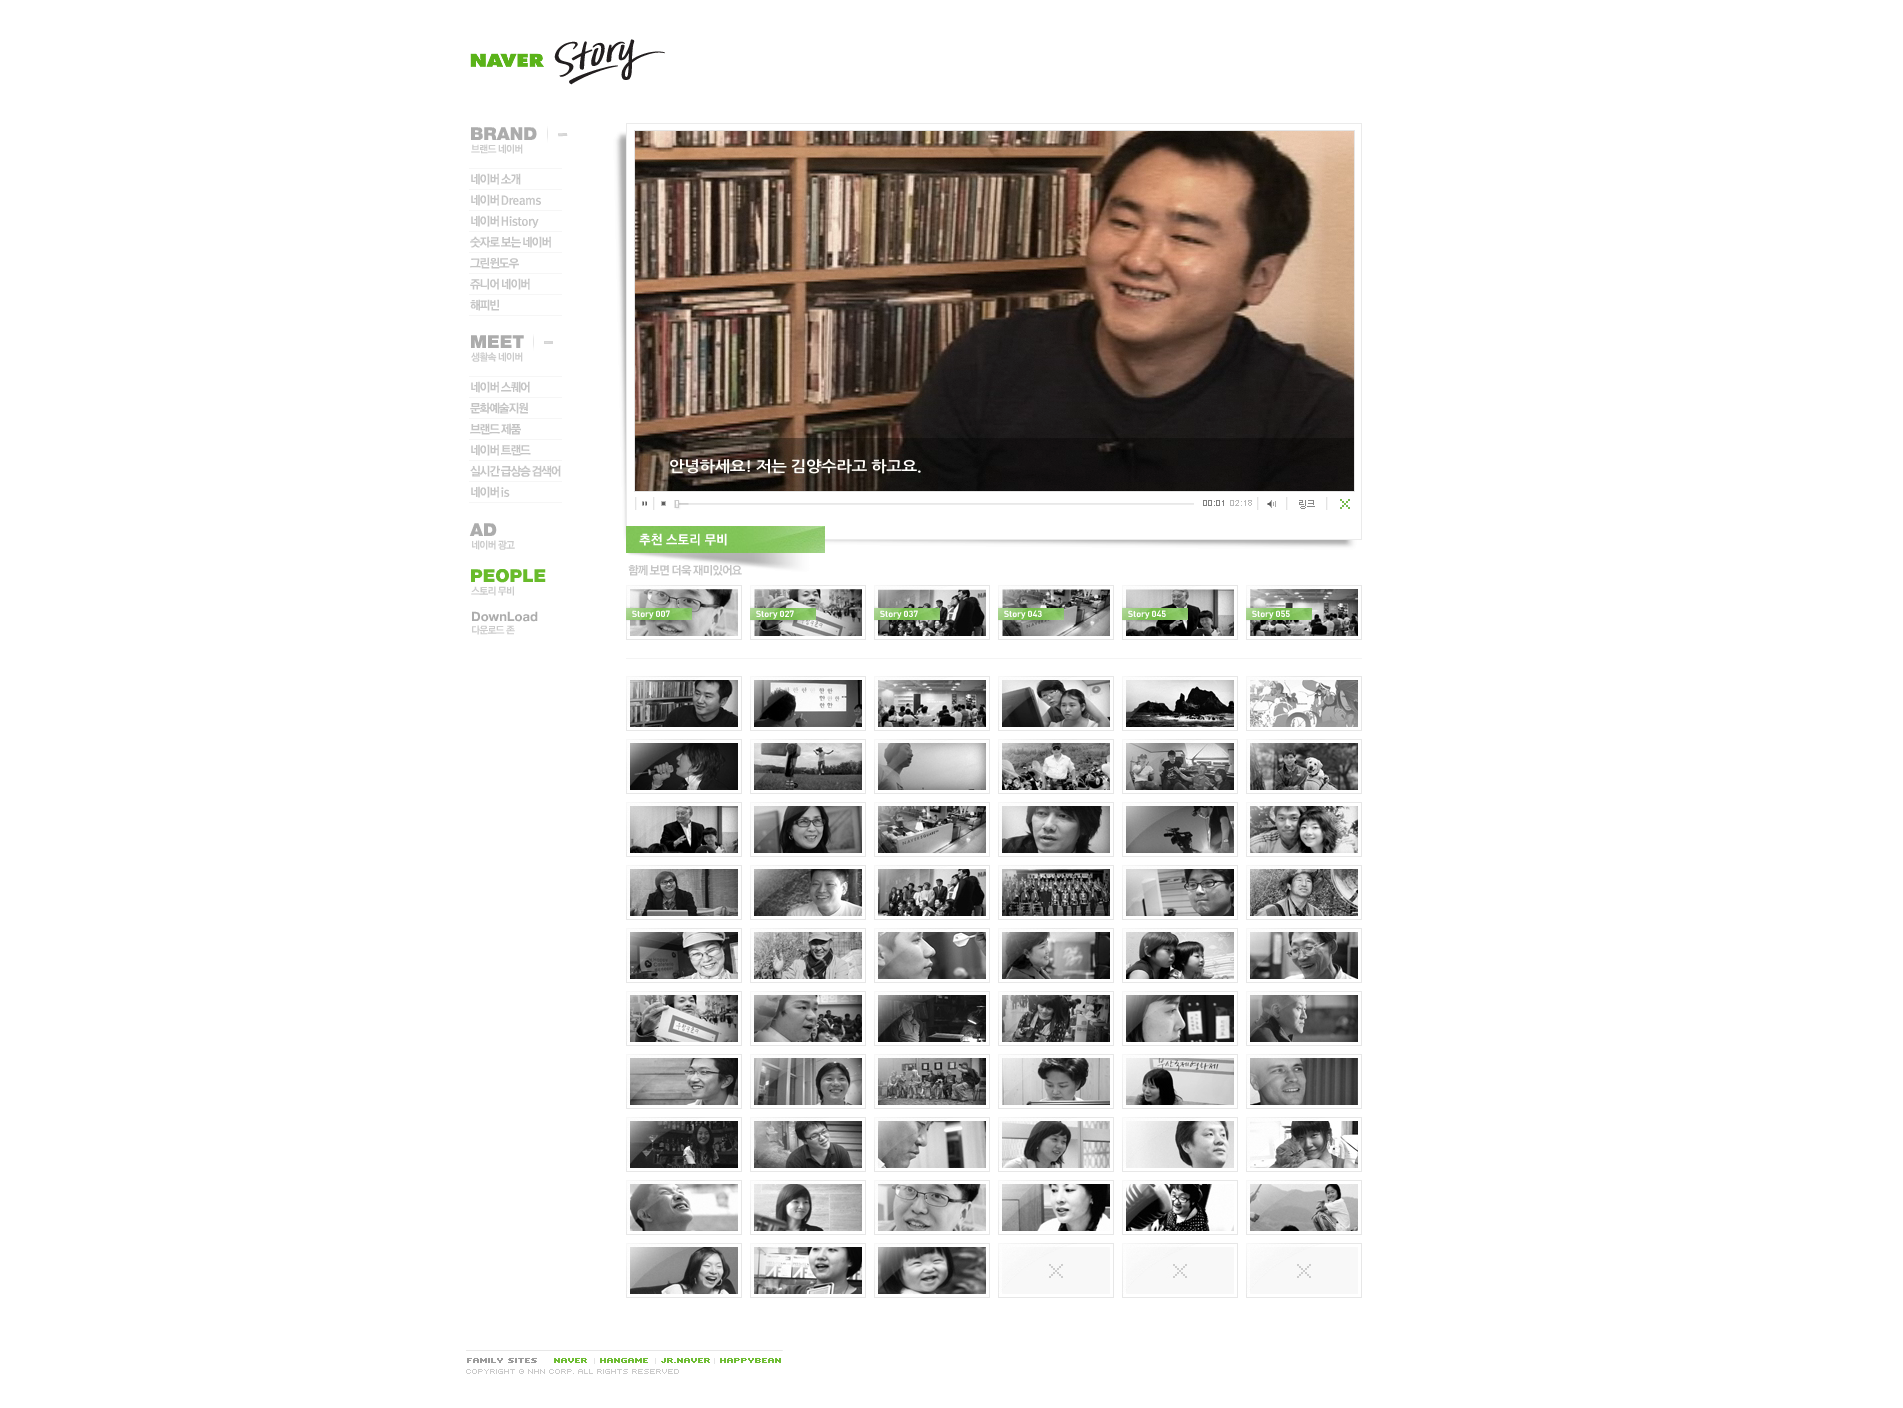 NAVER Story
BRAND
브랜드 네이버
네이버 소개
네이버 Dreams
네이버 History
숫자로 보는 네이버
그린윈도우
쥬니어 네이버
해피빈
MEET
생활속 네이버
네이버 스퀘어
문화예술지원
브랜드 제품
네이버 트랜드
실시간 급상승 검색어
네이버 is
AD
네이버 광고
PEOPLE
스토리 무비
DownLoad
다운로드 존
안녕하세요! 저는 김양수라고 하고요.
00:01 02:18 링크
추천 스토리 무비
함께 보면 더욱 재미있어요
Story 007
Story 027
Story 037
Story 043
Story 045
Story 055
FAMILY SITES NAVER HANGAME JR.NAVER HAPPYBEAN
COPYRIGHT © NHN CORP. ALL RIGHTS RESERVED